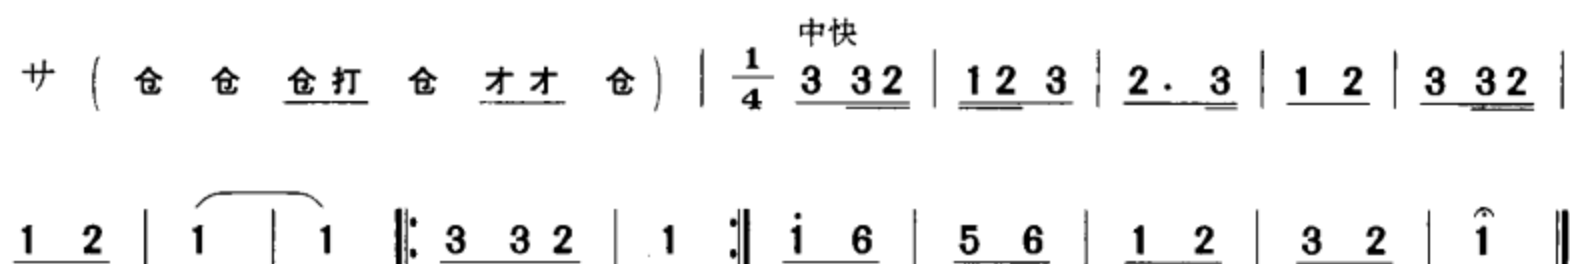 中快
サ ( 仓 仓 仓打 仓 才才 仓 ) | 1/4 3 32 | 12 3 | 2. 3 | 1 2 | 3 32 |
1 2 | 1 | 1 ‖: 3 32 | 1 :‖ i 6 | 5 6 | 1 2 | 3 2 | 1 ‖